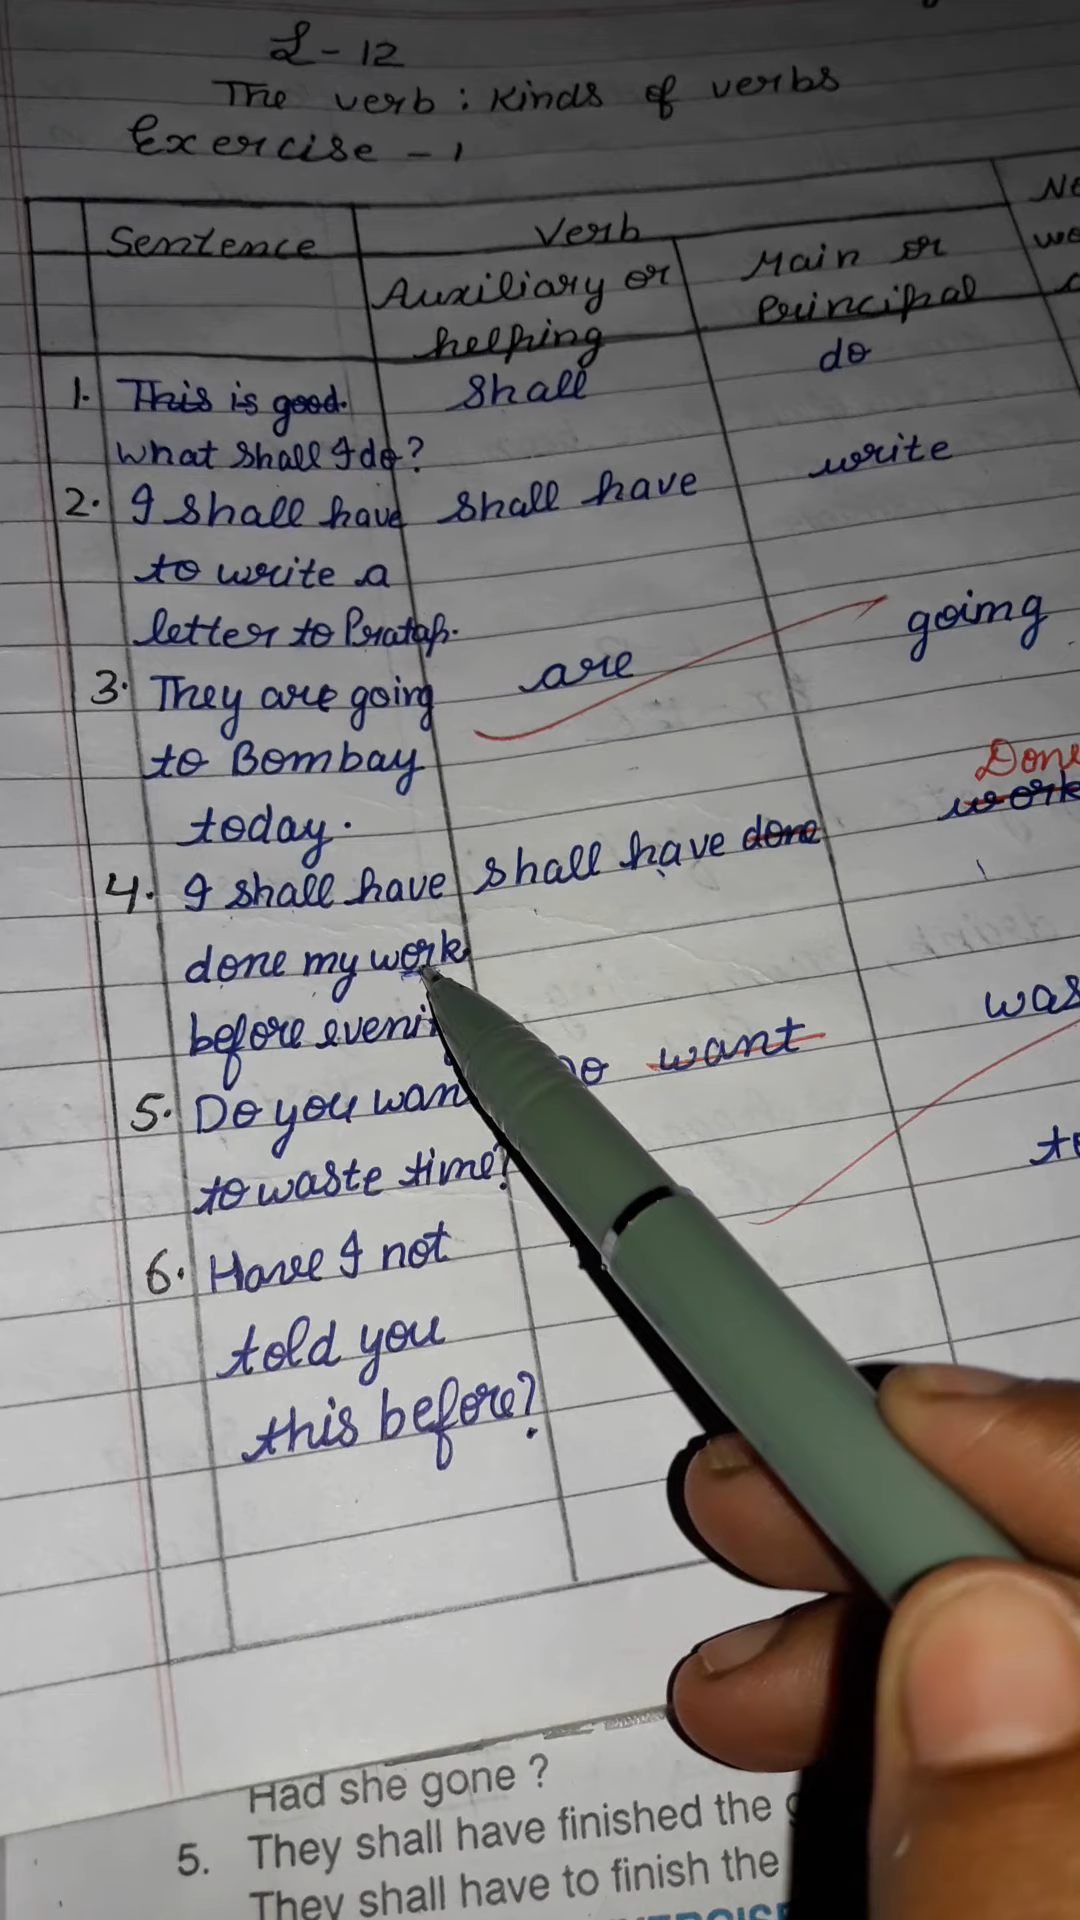 L-12
The verb: Kinds of verbs
Exercise - 1
Sentence
Verb
Auxiliary or helping
Main or Principal
1. This is good.
What shall I do?
Shall
do
2. I shall have
to write a
letter to Pratap.
Shall have
write
3. They are going
to Bombay
today.
are
going
4. I shall have
done my work
before eveni
shall have done
Done
work
5. Do you wan
to waste time?
want
was
6. Have I not
told you
this before?
to
Had she gone ?
5. They shall have finished the
They shall have to finish the